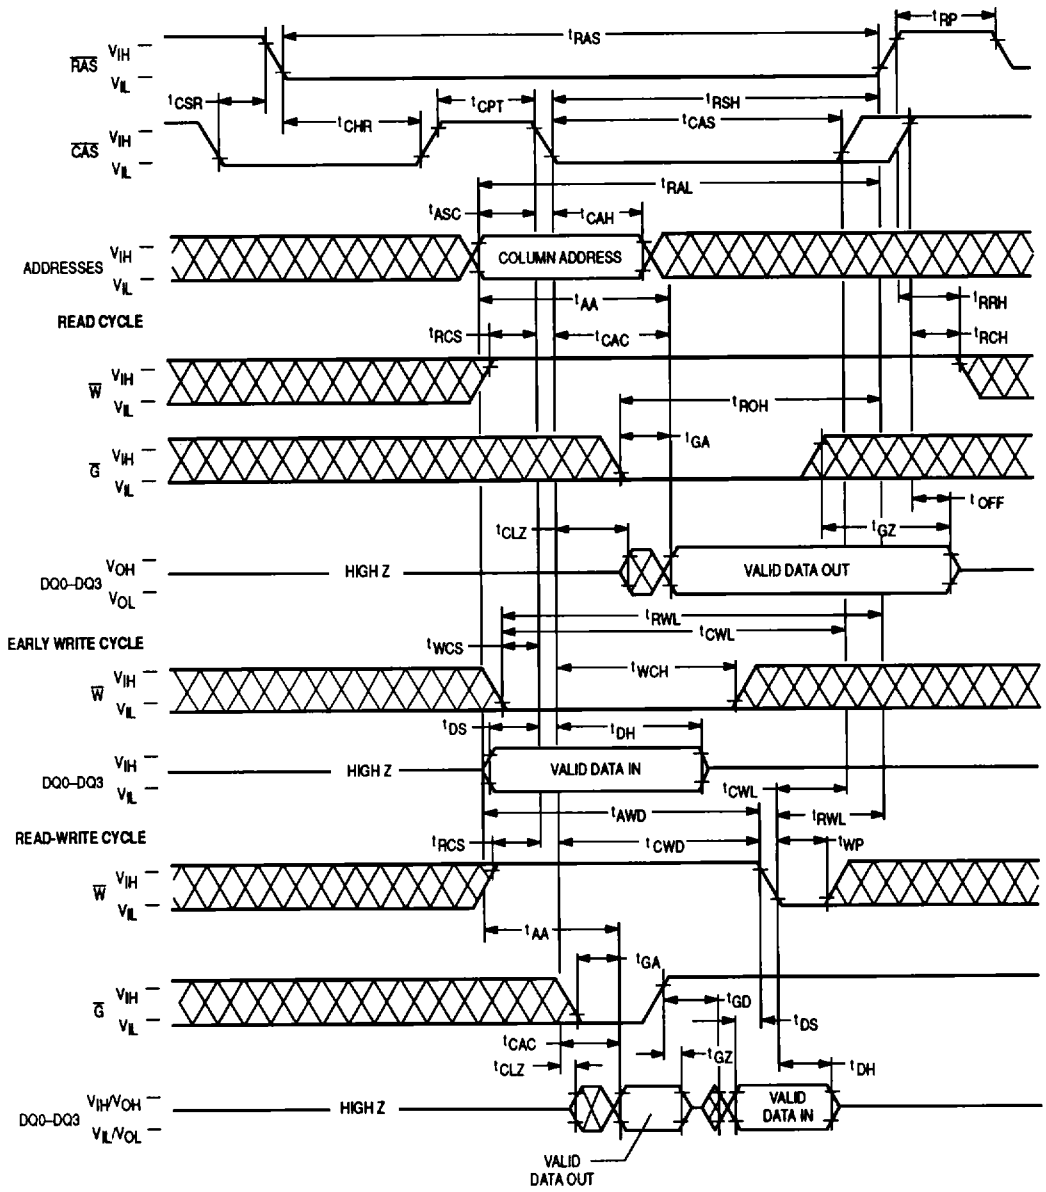 tRP
VIH
tRAS
RAS
VIL
tCSR
tCPT
tRSH
tCHR
tCAS
VIH
CAS
VIL
tRAL
tASC
tCAH
VIH
COLUMN ADDRESS
ADDRESSES
VIL
tAA
tRRH
READ CYCLE
tRCS
tCAC
tRCH
VIH
W
VIL
tROH
tGA
VIH
G
VIL
tOFF
tCLZ
tGZ
VOH
DQ0–DQ3
HIGH Z
VALID DATA OUT
VOL
tRWL
EARLY WRITE CYCLE
tWCS
tCWL
tWCH
VIH
W
VIL
tDS
tDH
VIH
DQ0–DQ3
HIGH Z
VALID DATA IN
VIL
tCWL
tAWD
tRWL
READ-WRITE CYCLE
tRCS
tCWD
tWP
VIH
W
VIL
tAA
tGA
VIH
G
VIL
tGD
tDS
tCAC
tGZ
tCLZ
tDH
VIH/VOH
DQ0–DQ3
HIGH Z
VALID
DATA IN
VIL/VOL
VALID
DATA OUT